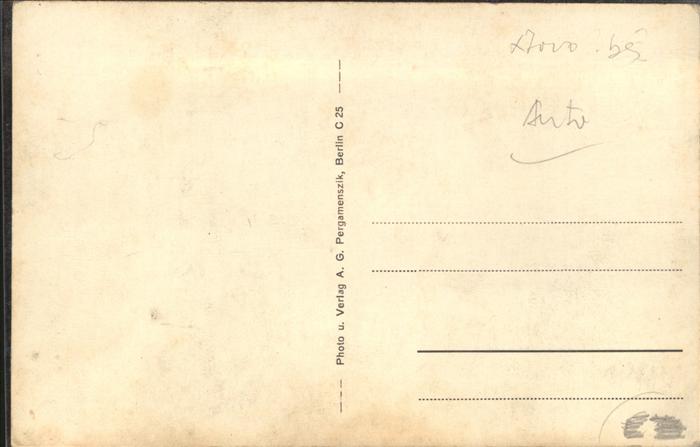 Photo u. Verlag A. G. Pergamenszik, Berlin C 25
Auto